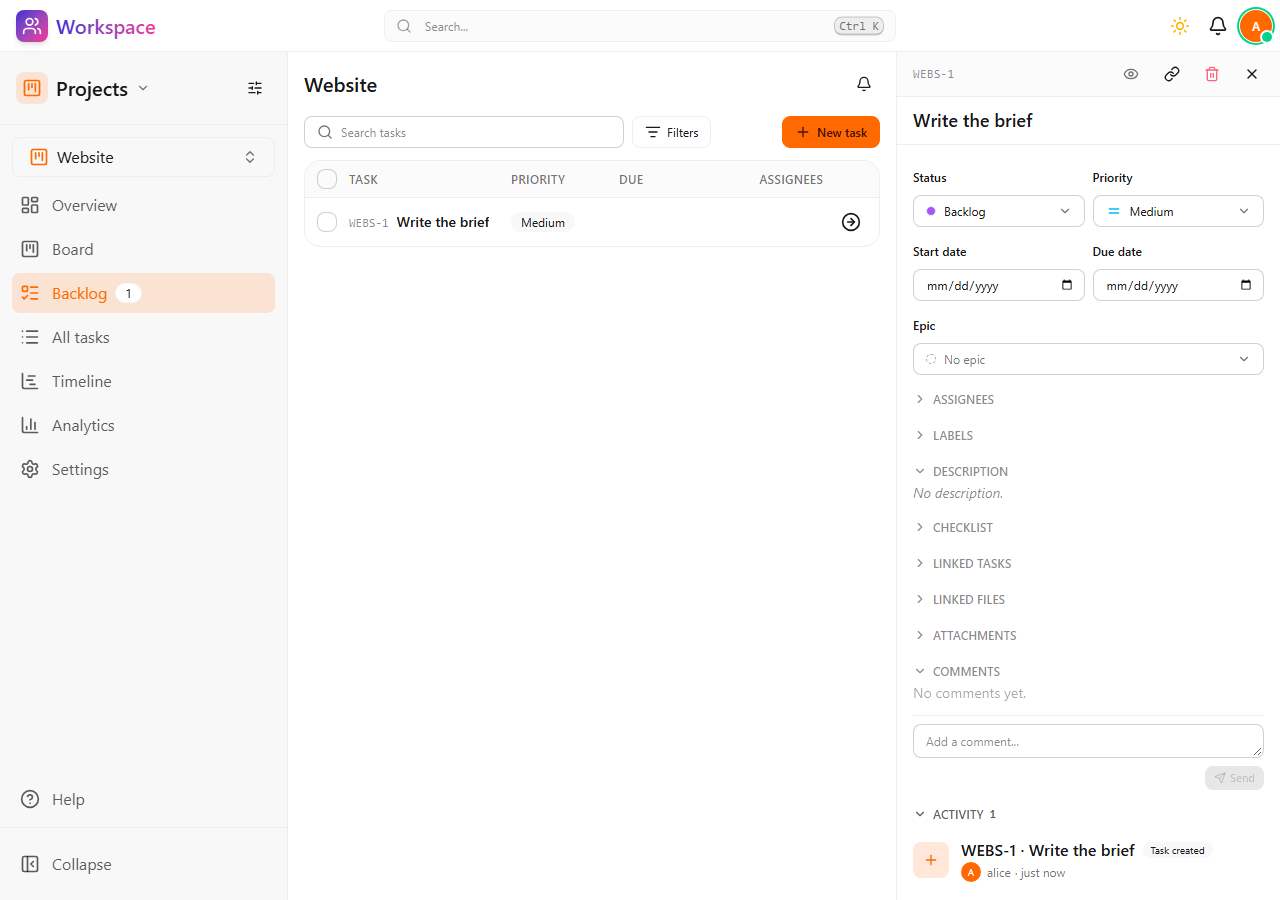 Workspace
Search...
Ctrl K
A
Projects
Website
Overview
Board
Backlog 1
All tasks
Timeline
Analytics
Settings
Help
Collapse
Website
Search tasks
Filters
New task
TASK PRIORITY DUE ASSIGNEES
WEBS-1 Write the brief Medium
WEBS-1
Write the brief
Status Priority
Backlog Medium
Start date Due date
mm/dd/yyyy mm/dd/yyyy
Epic
No epic
ASSIGNEES
LABELS
DESCRIPTION
No description.
CHECKLIST
LINKED TASKS
LINKED FILES
ATTACHMENTS
COMMENTS
No comments yet.
Add a comment...
Send
ACTIVITY 1
WEBS-1 · Write the brief Task created
A alice · just now